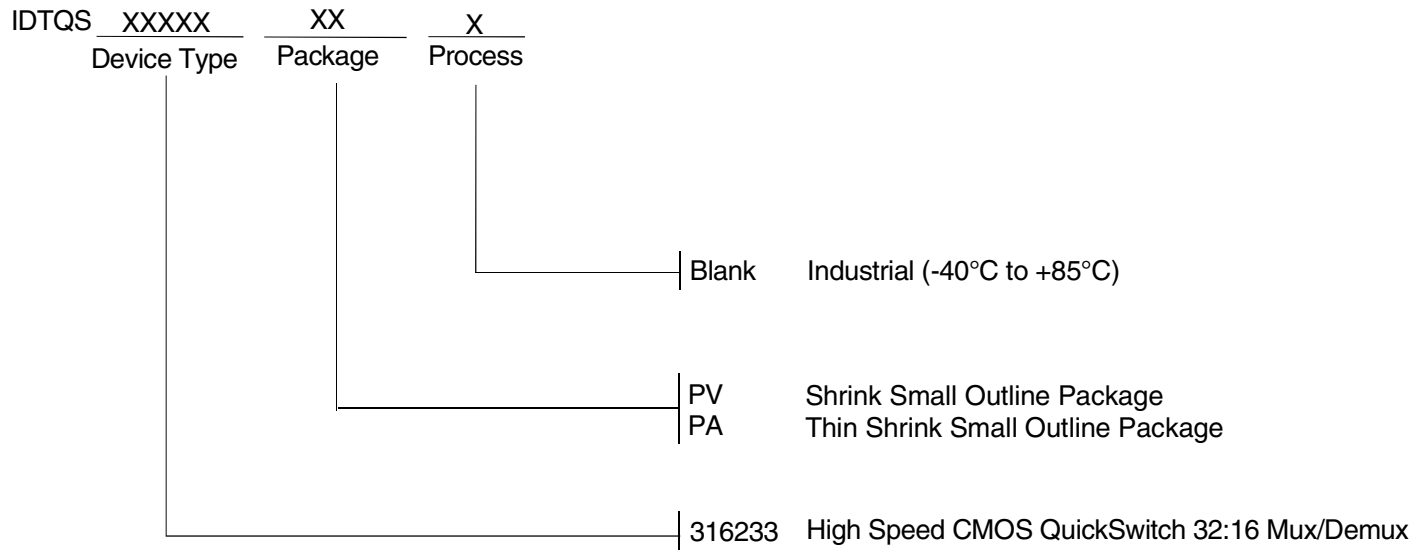 IDTQS XXXXX XX X
Device Type Package Process
Blank Industrial (-40°C to +85°C)
PV Shrink Small Outline Package
PA Thin Shrink Small Outline Package
316233 High Speed CMOS QuickSwitch 32:16 Mux/Demux